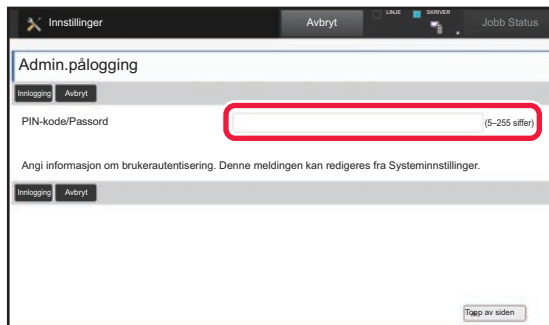 Innstillinger Avbryt LINJE SKRIVER Jobb Status
Admin.pålogging
Innlogging Avbryt
PIN-kode/Passord (5–255 siffer)
Angi informasjon om brukerautentisering. Denne meldingen kan redigeres fra Systeminnstillinger.
Innlogging Avbryt
Topp av siden